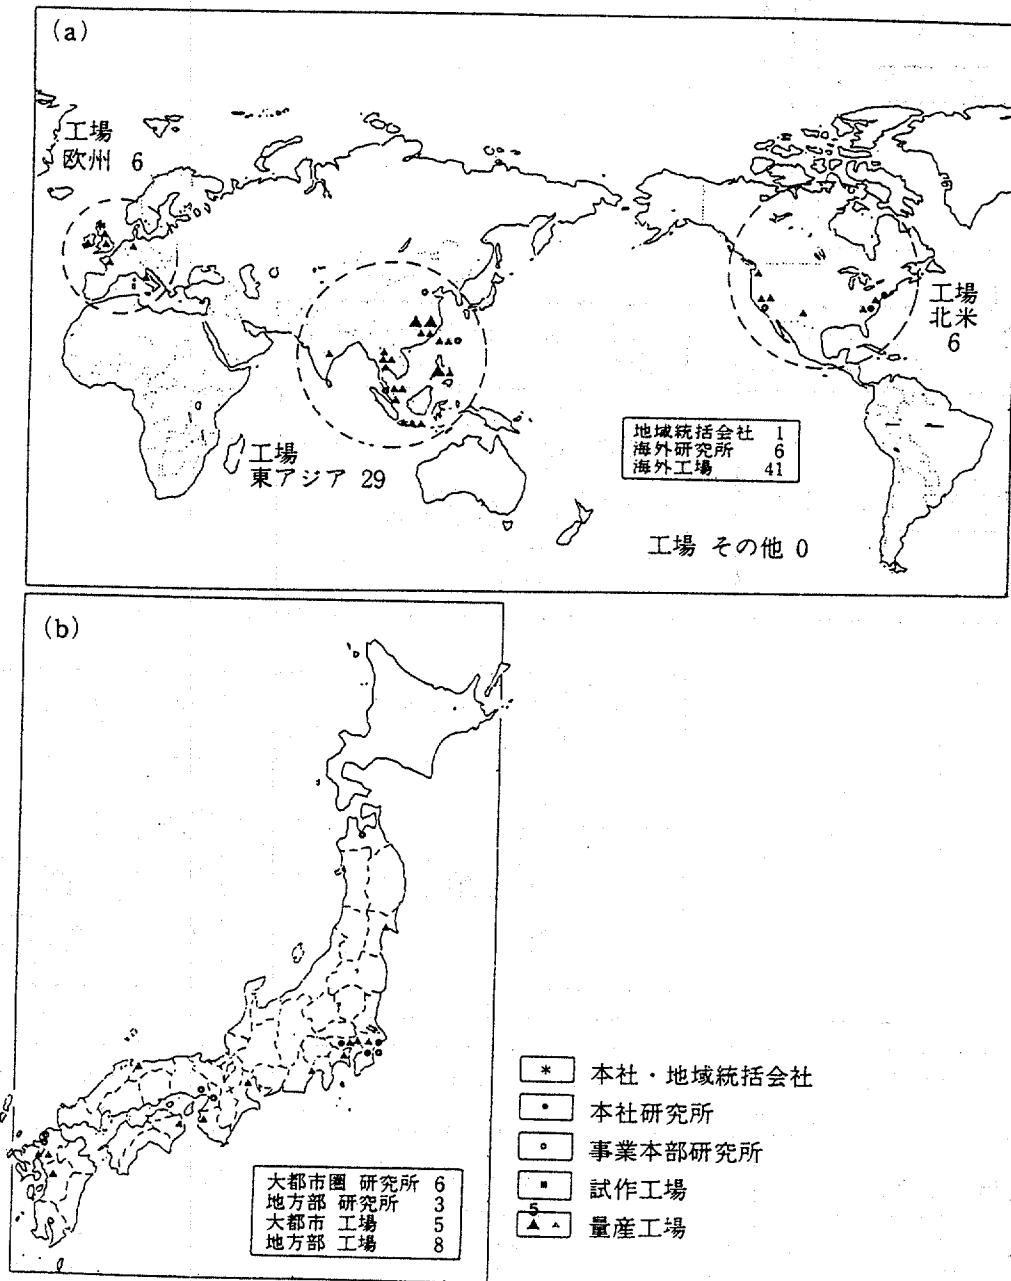 (a)
工場
欧州 6
工場
北米
6
工場
東アジア 29
地域統括会社 1
海外研究所 6
海外工場 41
工場 その他 0
(b)
大都市圏 研究所 6
地方部 研究所 3
大都市 工場 5
地方部 工場 8
* 本社・地域統括会社
本社研究所
事業本部研究所
試作工場
5
量産工場